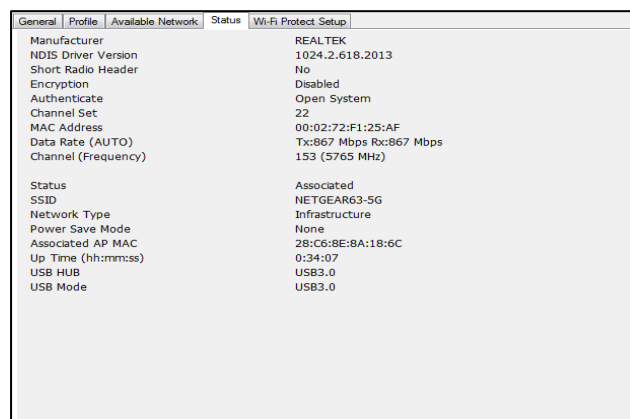 General Profile Available Network Status Wi-Fi Protect Setup
Manufacturer REALTEK
NDIS Driver Version 1024.2.618.2013
Short Radio Header No
Encryption Disabled
Authenticate Open System
Channel Set 22
MAC Address 00:02:72:F1:25:AF
Data Rate (AUTO) Tx:867 Mbps Rx:867 Mbps
Channel (Frequency) 153 (5765 MHz)
Status Associated
SSID NETGEAR63-5G
Network Type Infrastructure
Power Save Mode None
Associated AP MAC 28:C6:8E:8A:18:6C
Up Time (hh:mm:ss) 0:34:07
USB HUB USB3.0
USB Mode USB3.0